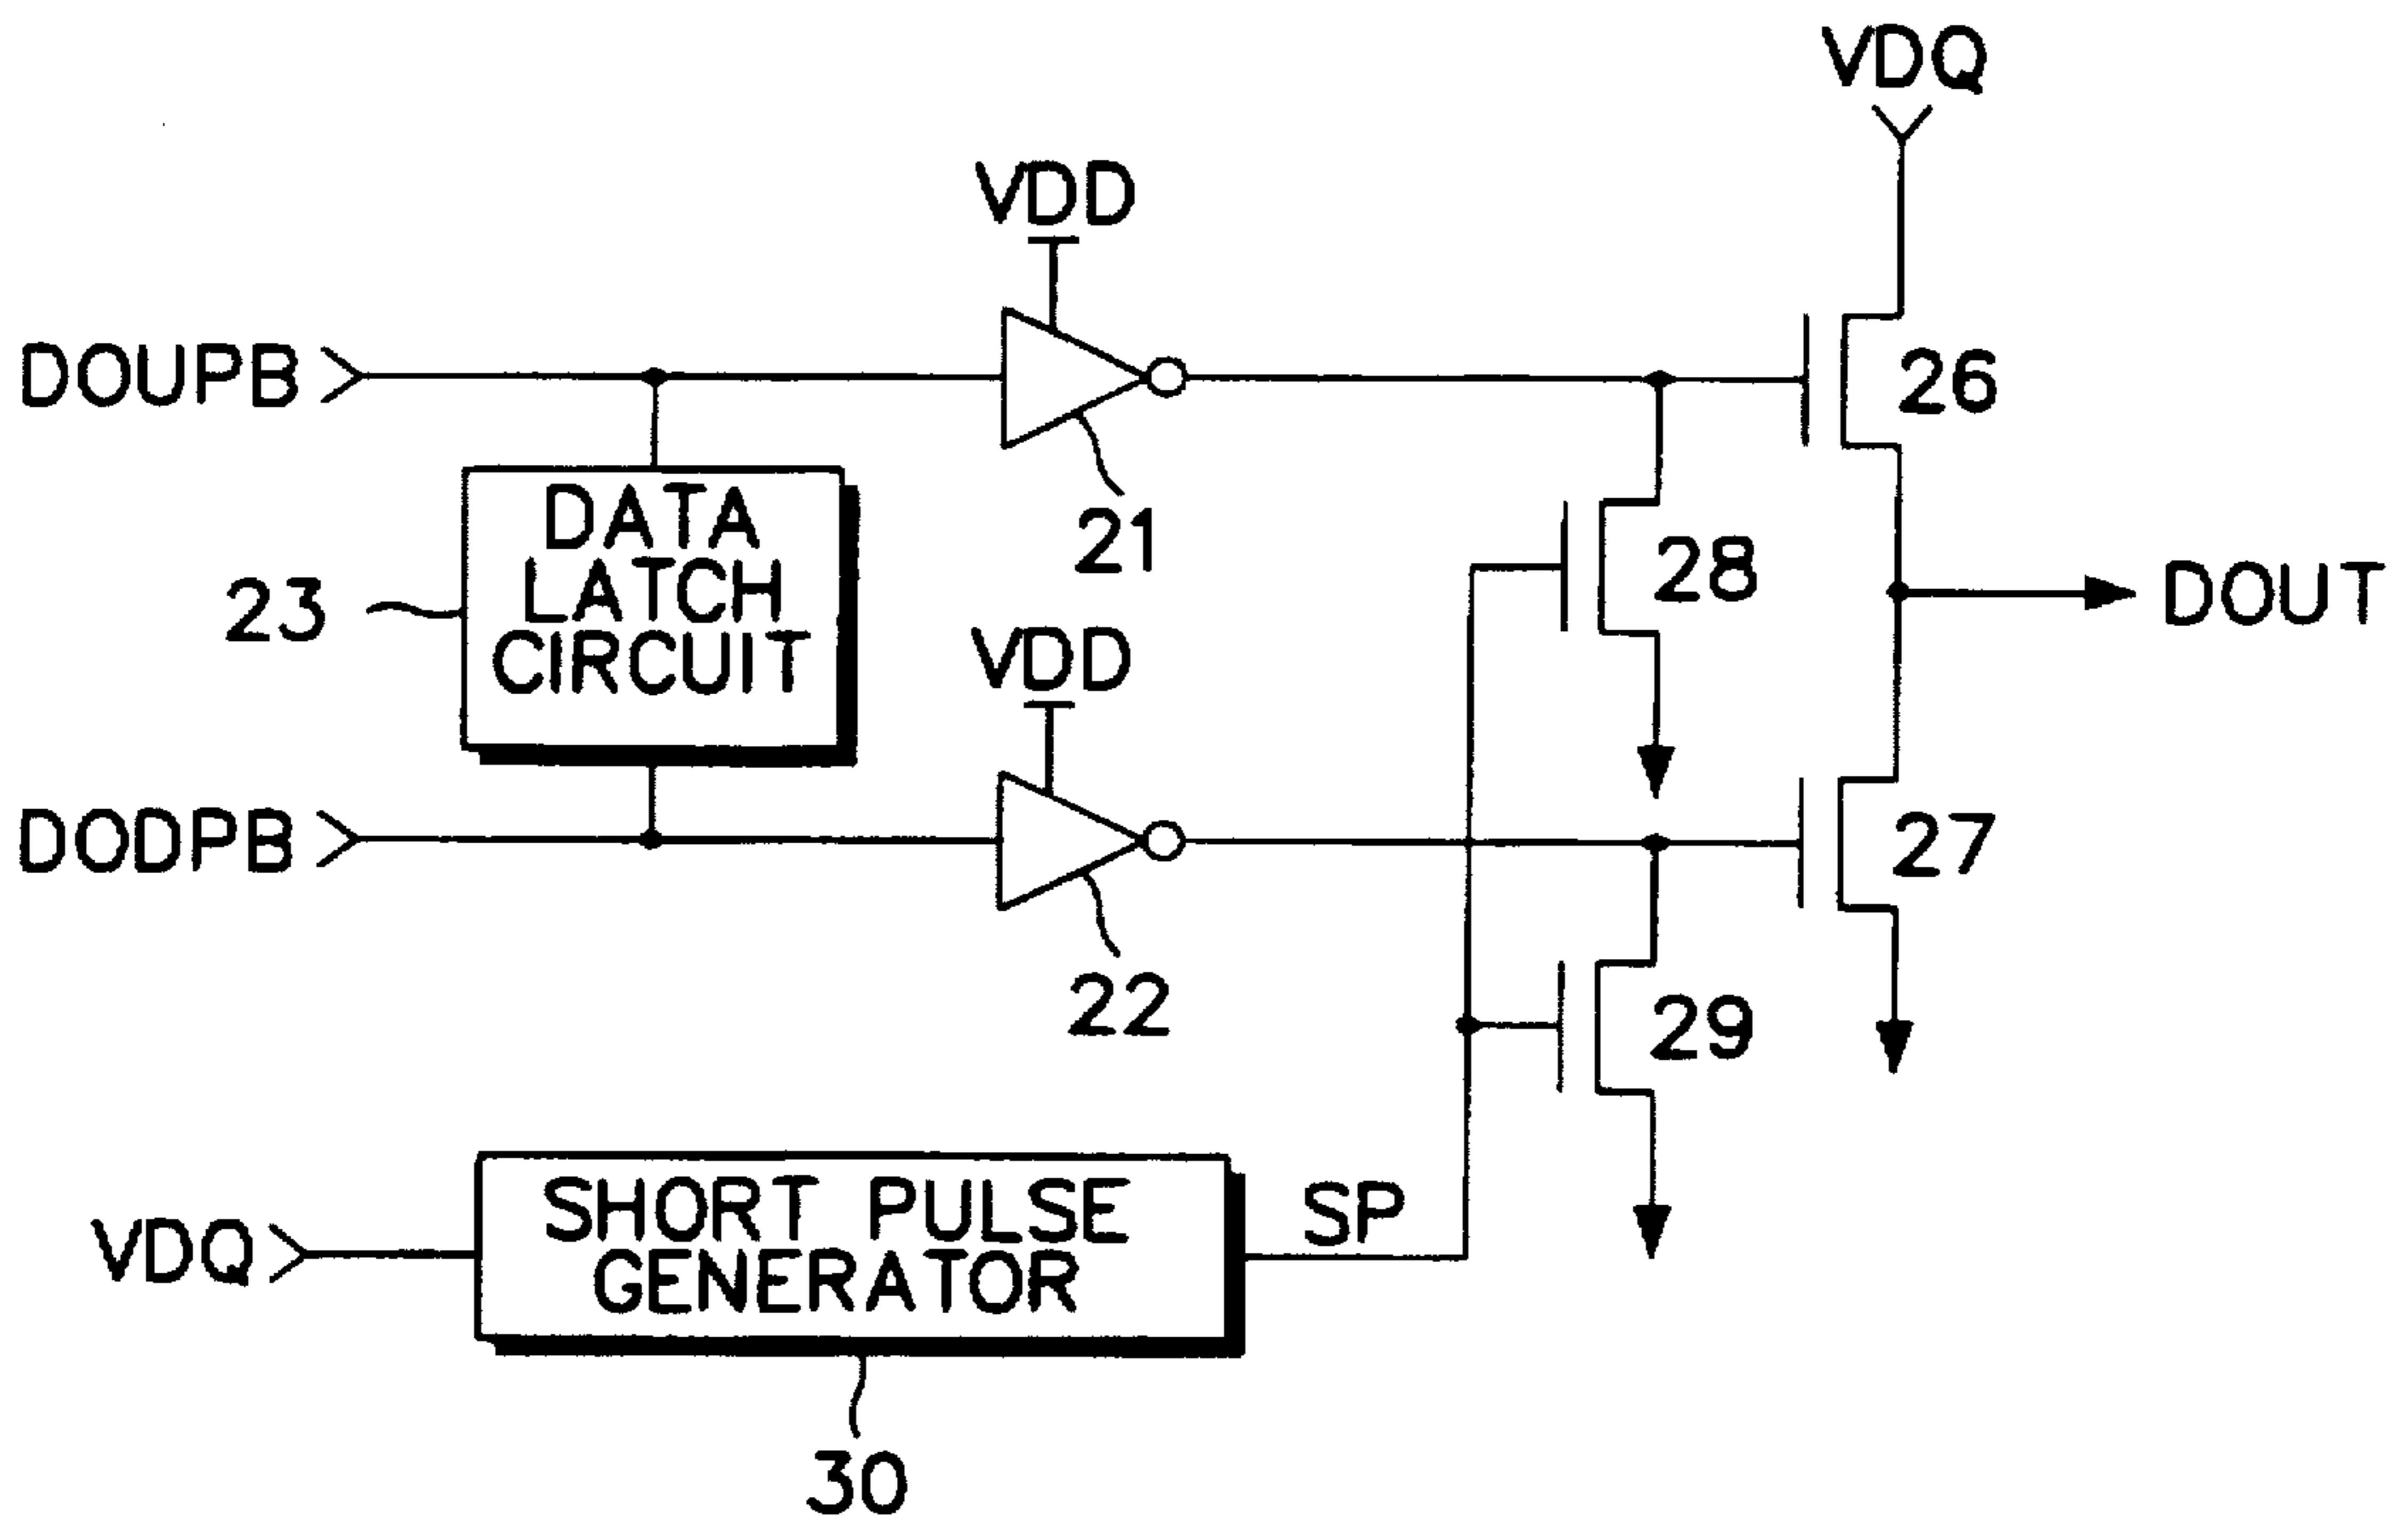 VDQ
VDD
DOUPB
26
21
DATA
LATCH
CIRCUIT
23
28
DOUT
VDD
DODPB
27
22
29
SHORT PULSE
GENERATOR
SP
VDQ
30